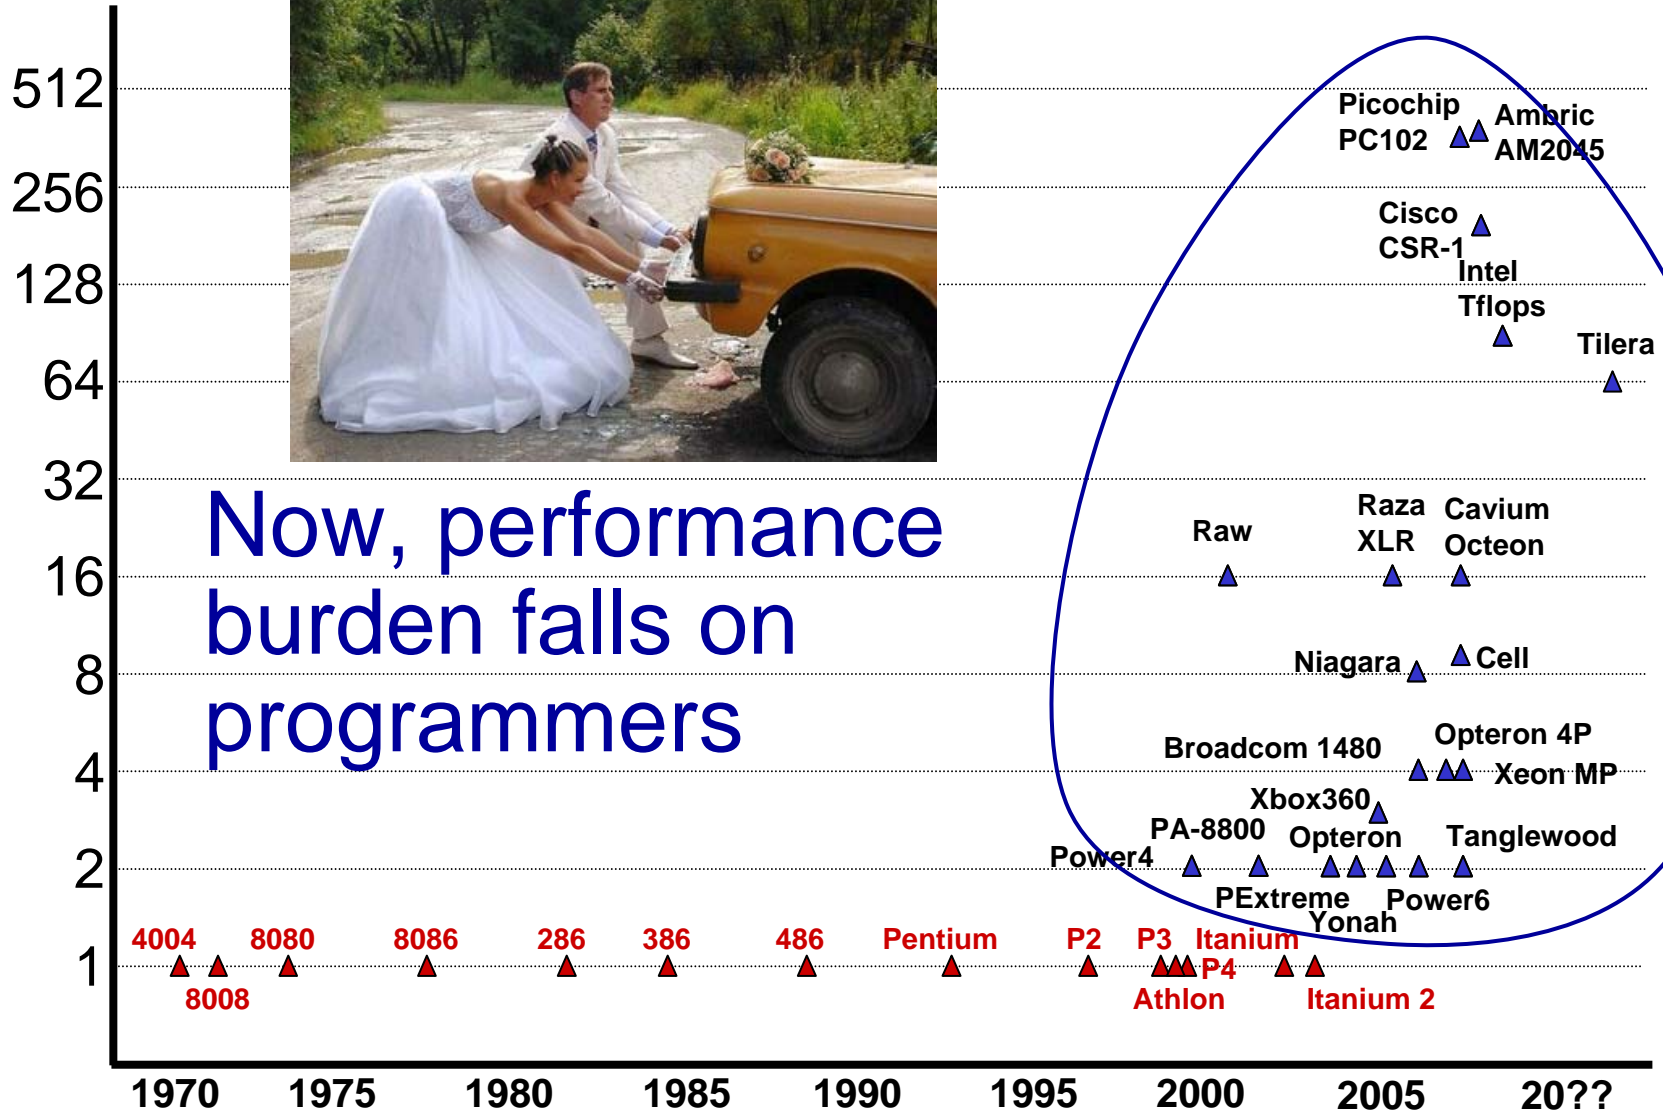 512
Picochip
PC102
Ambric
AM2045
256
Cisco
CSR-1
128
Intel
Tflops
Tilera
64
32
Now, performance
burden falls on
programmers
Raw
Raza
XLR
Cavium
Octeon
16
Niagara
Cell
8
Broadcom 1480
Opteron 4P
Xeon MP
4
Xbox360
PA-8800
Opteron
Tanglewood
Power4
2
PExtreme
Power6
Yonah
4004
8080
8086
286
386
486
Pentium
P2
P3
Itanium
1
P4
8008
Athlon
Itanium 2
1970
1975
1980
1985
1990
1995
2000
2005
20??